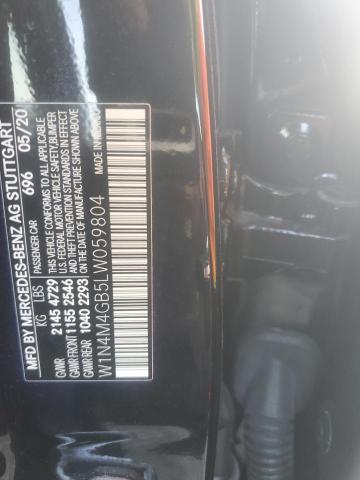 MFD BY MERCEDES-BENZ AG STUTTGART
696 05/20
PASSENGER CAR
KG LBS
GVWR 2145 4729
GAWR FRONT 1155 2546
GAWR REAR 1040 2293
THIS VEHICLE CONFORMS TO ALL APPLICABLE
U.S. FEDERAL MOTOR VEHICLE SAFETY, BUMPER
AND THEFT PREVENTION STANDARDS IN EFFECT
ON THE DATE OF MANUFACTURE SHOWN ABOVE
W1N4M4GB5LW059804
MADE IN